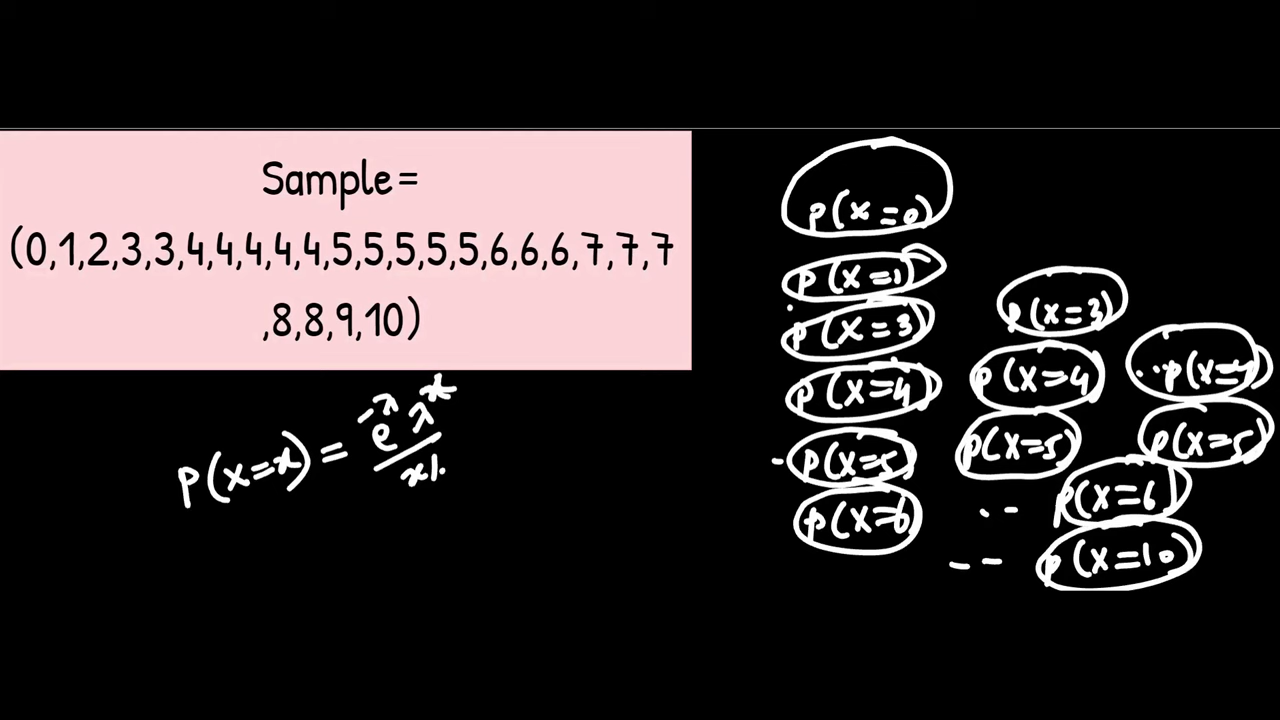 Sample=
(0,1,2,3,3,4,4,4,4,4,5,5,5,5,5,6,6,6,7,7,7
,8,8,9,10)
p(x=x) = e^-λ λ^x / x!
p(x=0)
p(x=1)
p(x=3) p(x=3)
p(x=4) p(x=4) ..p(x=4)
-p(x=5) p(x=5) p(x=5)
p(x=6) .- p(x=6)
-- p(x=10)